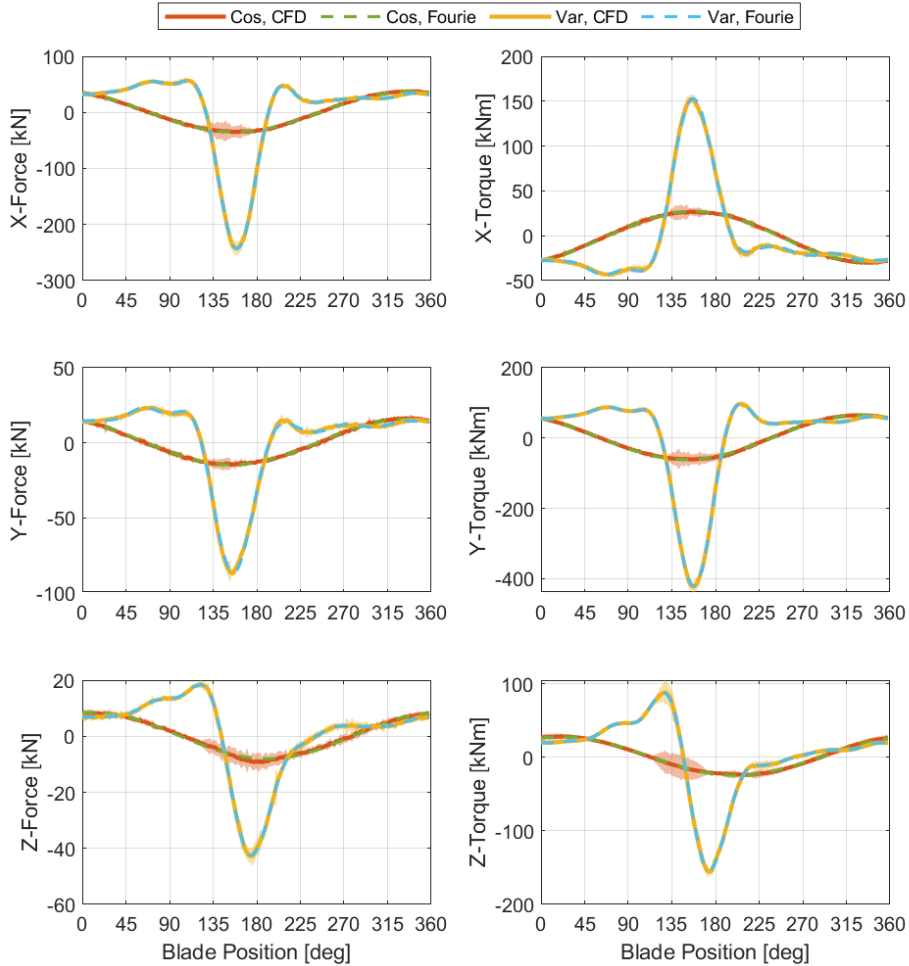 Cos, CFD Cos, Fourie Var, CFD Var, Fourie
100
0
-100
-200
-300
X-Force [kN]
0 45 90 135 180 225 270 315 360
200
150
100
50
0
-50
X-Torque [kNm]
0 45 90 135 180 225 270 315 360
50
0
-50
-100
Y-Force [kN]
0 45 90 135 180 225 270 315 360
200
0
-200
-400
Y-Torque [kNm]
0 45 90 135 180 225 270 315 360
20
0
-20
-40
-60
Z-Force [kN]
0 45 90 135 180 225 270 315 360
Blade Position [deg]
100
0
-100
-200
Z-Torque [kNm]
0 45 90 135 180 225 270 315 360
Blade Position [deg]